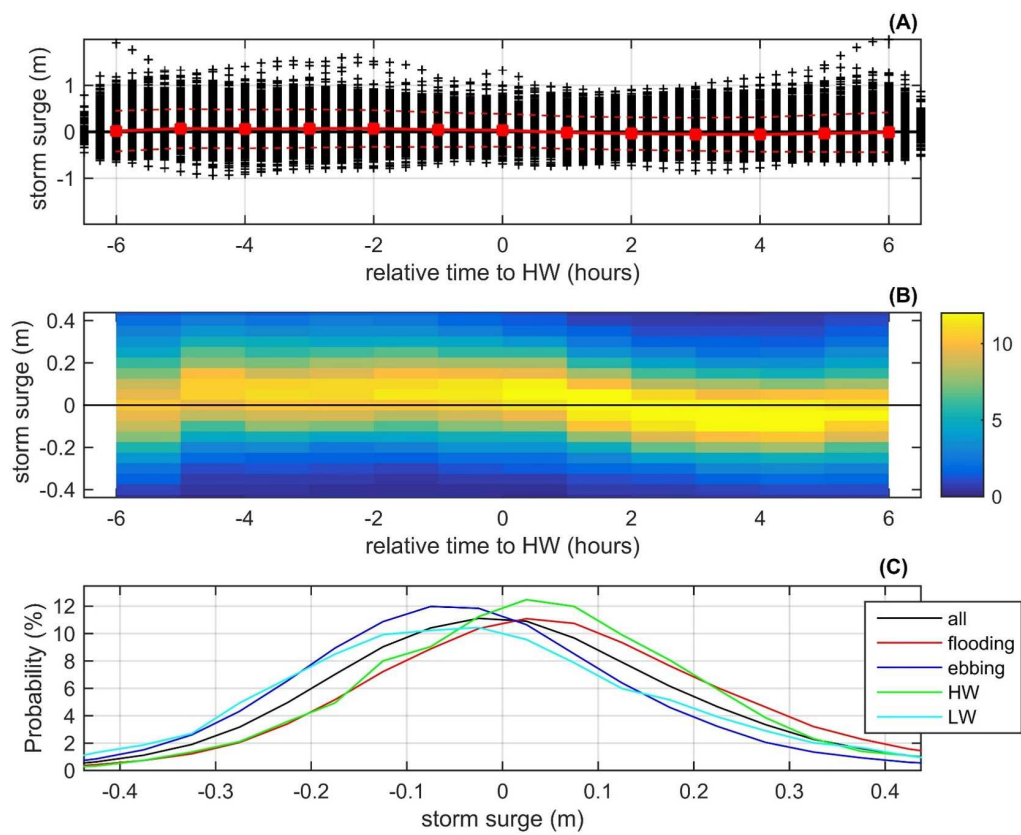 (A)
storm surge (m)
1
0
-1
-6 -4 -2 0 2 4 6
relative time to HW (hours)
(B)
storm surge (m)
0.4
0.2
0
-0.2
-0.4
10
5
0
-6 -4 -2 0 2 4 6
relative time to HW (hours)
(C)
Probability (%)
12
10
8
6
4
2
0
all
flooding
ebbing
HW
LW
-0.4 -0.3 -0.2 -0.1 0 0.1 0.2 0.3 0.4
storm surge (m)